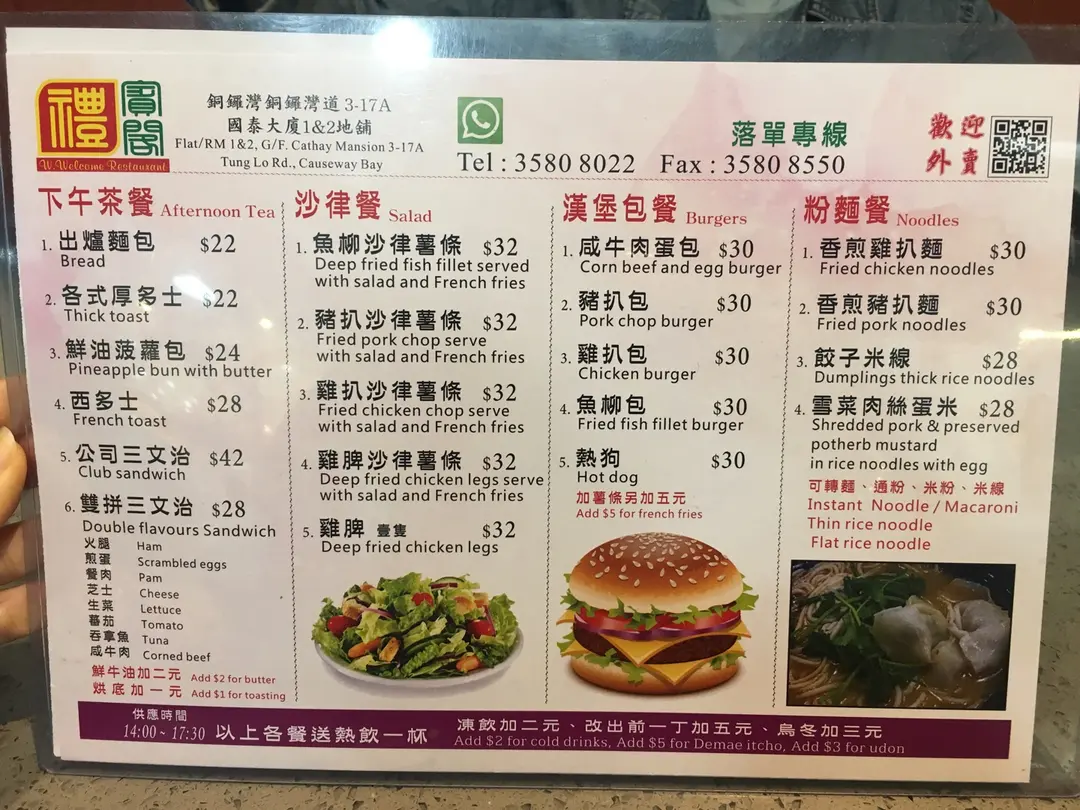 禮賓閣
W.Welcome Restaurant
銅鑼灣銅鑼灣道 3-17A
國泰大廈1&2地舖
Flat/RM 1&2, G/F. Cathay Mansion 3-17A
Tung Lo Rd., Causeway Bay
落單專線
Tel : 3580 8022 Fax : 3580 8550
歡迎
外賣
下午茶餐 Afternoon Tea
1. 出爐麵包 $22
Bread
2. 各式厚多士 $22
Thick toast
3. 鮮油菠蘿包 $24
Pineapple bun with butter
4. 西多士 $28
French toast
5. 公司三文治 $42
Club sandwich
6. 雙拼三文治 $28
Double flavours Sandwich
火腿 Ham
煎蛋 Scrambled eggs
餐肉 Pam
芝士 Cheese
生菜 Lettuce
蕃茄 Tomato
吞拿魚 Tuna
咸牛肉 Corned beef
鮮牛油加二元 Add $2 for butter
烘底加一元 Add $1 for toasting
沙律餐 Salad
1. 魚柳沙律薯條 $32
Deep fried fish fillet served
with salad and French fries
2. 豬扒沙律薯條 $32
Fried pork chop serve
with salad and French fries
3. 雞扒沙律薯條 $32
Fried chicken chop serve
with salad and French fries
4. 雞脾沙律薯條 $32
Deep fried chicken legs serve
with salad and French fries
5. 雞脾 壹隻 $32
Deep fried chicken legs
漢堡包餐 Burgers
1. 咸牛肉蛋包 $30
Corn beef and egg burger
2. 豬扒包 $30
Pork chop burger
3. 雞扒包 $30
Chicken burger
4. 魚柳包 $30
Fried fish fillet burger
5. 熱狗 $30
Hot dog
加薯條另加五元
Add $5 for french fries
粉麵餐 Noodles
1. 香煎雞扒麵 $30
Fried chicken noodles
2. 香煎豬扒麵 $30
Fried pork noodles
3. 餃子米線 $28
Dumplings thick rice noodles
4. 雪菜肉絲蛋米 $28
Shredded pork & preserved
potherb mustard
in rice noodles with egg
可轉麵、通粉、米粉、米線
Instant Noodle / Macaroni
Thin rice noodle
Flat rice noodle
供應時間
14:00~ 17:30 以上各餐送熱飲一杯
凍飲加二元、改出前一丁加五元、烏冬加三元
Add $2 for cold drinks, Add $5 for Demae itcho, Add $3 for udon